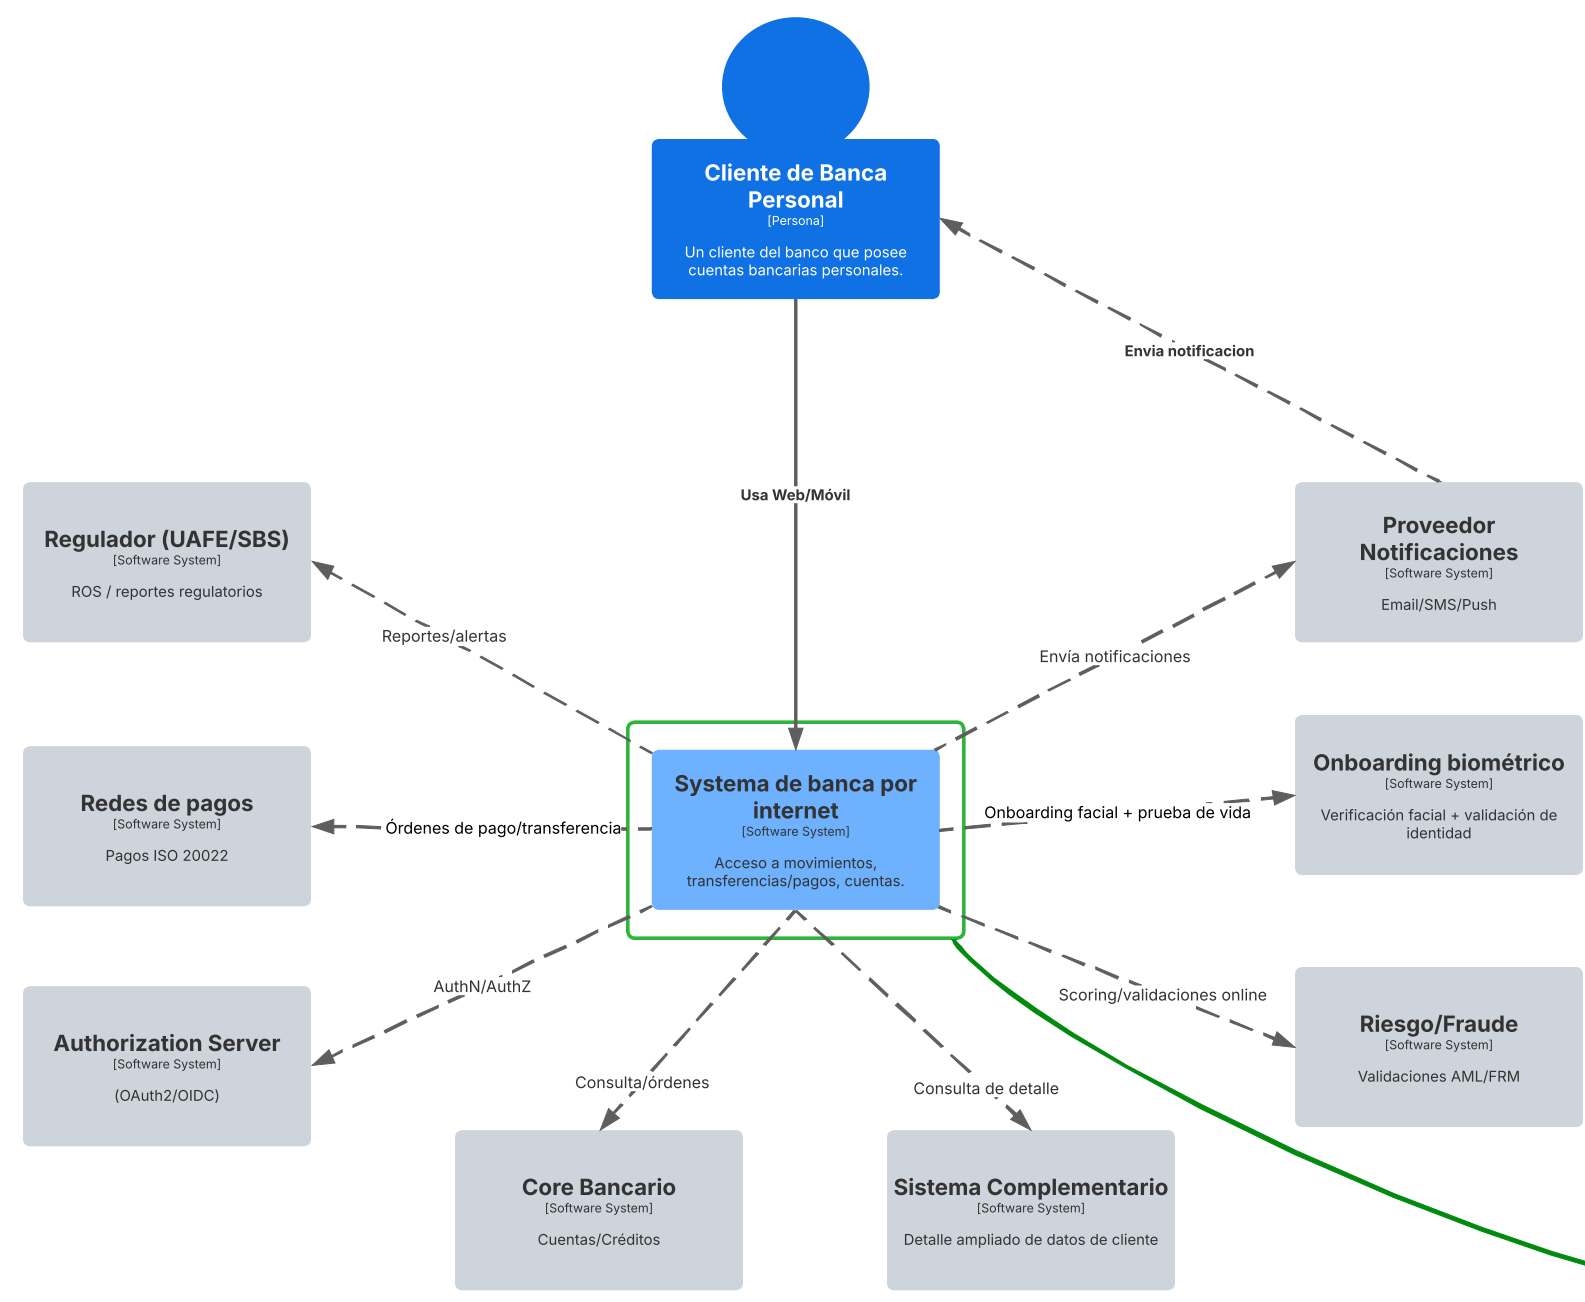 Cliente de Banca
Personal
[Persona]
Un cliente del banco que posee
cuentas bancarias personales.
Envia notificacion
Usa Web/Móvil
Regulador (UAFE/SBS)
[Software System]
ROS / reportes regulatorios
Proveedor
Notificaciones
[Software System]
Email/SMS/Push
Reportes/alertas
Envía notificaciones
Redes de pagos
[Software System]
Pagos ISO 20022
Órdenes de pago/transferencia
Systema de banca por
internet
[Software System]
Acceso a movimientos,
transferencias/pagos, cuentas.
Onboarding facial + prueba de vida
Onboarding biométrico
[Software System]
Verificación facial + validación de
identidad
AuthN/AuthZ
Scoring/validaciones online
Authorization Server
[Software System]
(OAuth2/OIDC)
Riesgo/Fraude
[Software System]
Validaciones AML/FRM
Consulta/órdenes
Consulta de detalle
Core Bancario
[Software System]
Cuentas/Créditos
Sistema Complementario
[Software System]
Detalle ampliado de datos de cliente